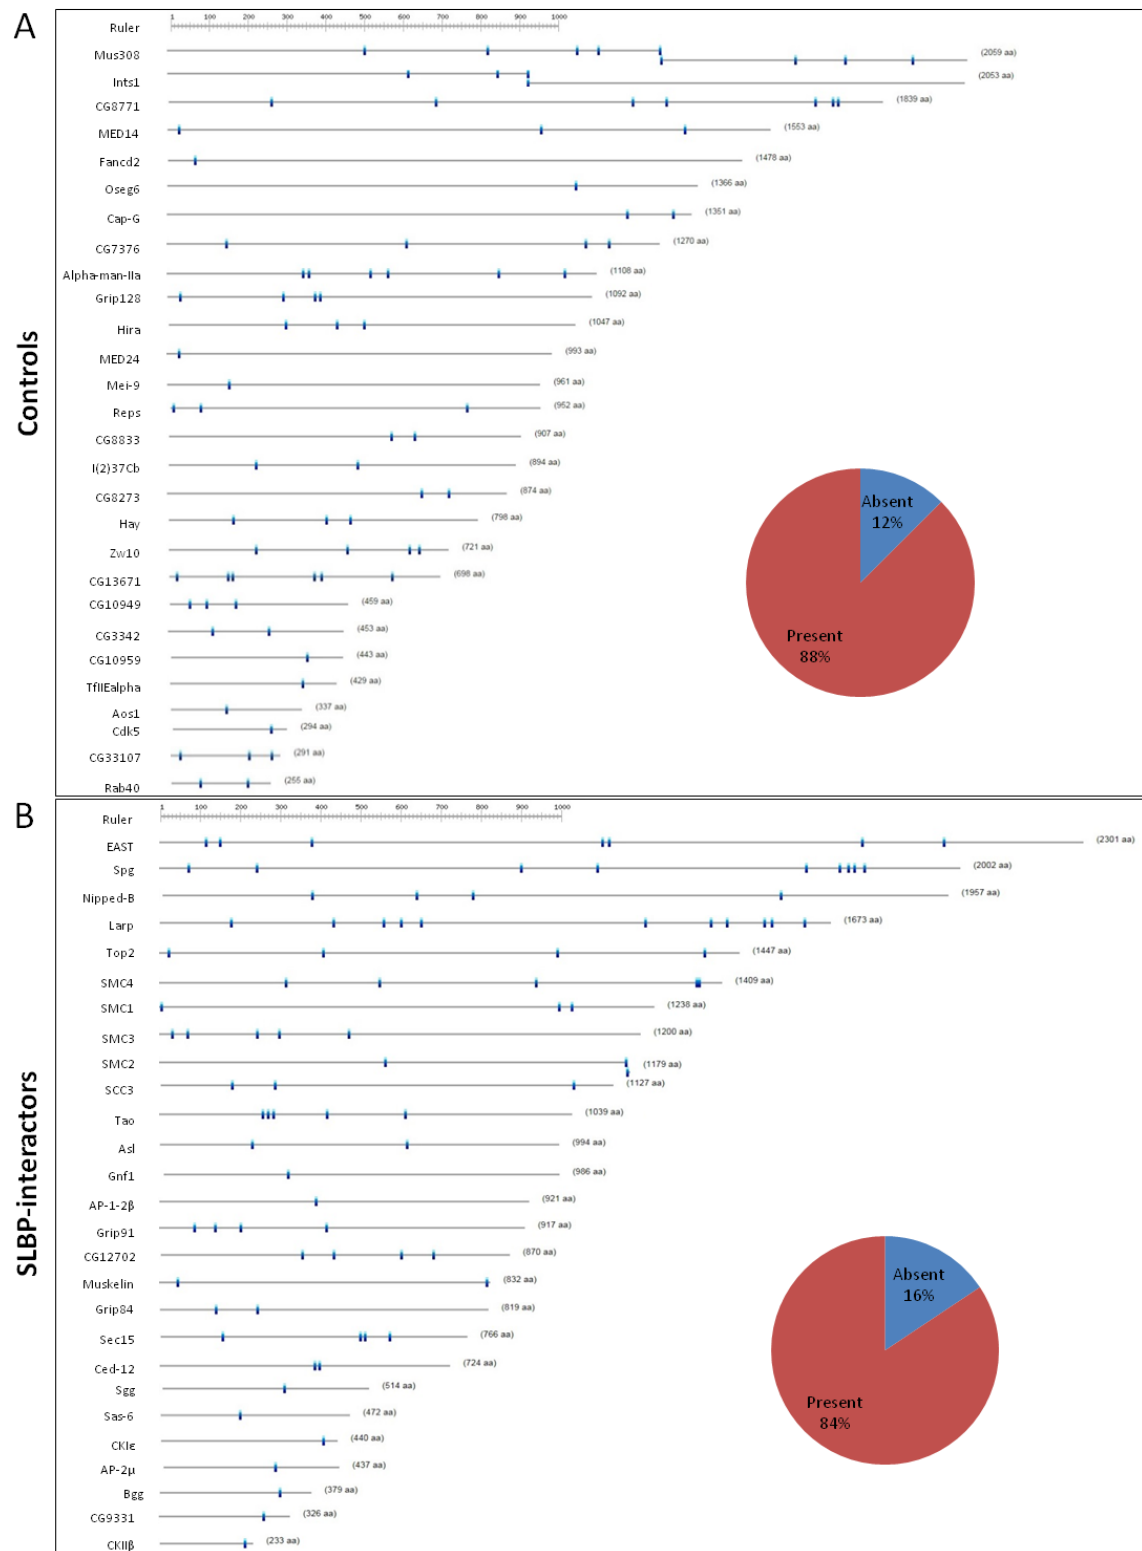 A
Controls
Ruler
1 100 200 300 400 500 600 700 800 900 1000
Mus308 (2059 aa)
Ints1 (2053 aa)
CG8771 (1839 aa)
MED14 (1553 aa)
Fancd2 (1478 aa)
Oseg6 (1366 aa)
Cap-G (1351 aa)
CG7376 (1270 aa)
Alpha-man-IIa (1108 aa)
Grip128 (1092 aa)
Hira (1047 aa)
MED24 (993 aa)
Mei-9 (961 aa)
Reps (952 aa)
CG8833 (907 aa)
l(2)37Cb (894 aa)
CG8273 (874 aa)
Hay (798 aa)
Zw10 (721 aa)
CG13671 (698 aa)
CG10949 (459 aa)
CG3342 (453 aa)
CG10959 (443 aa)
TfIIEalpha (429 aa)
Aos1 (337 aa)
Cdk5 (294 aa)
CG33107 (291 aa)
Rab40 (255 aa)
Absent
12%
Present
88%
B
SLBP-interactors
Ruler
1 100 200 300 400 500 600 700 800 900 1000
EAST (2301 aa)
Spg (2002 aa)
Nipped-B (1957 aa)
Larp (1673 aa)
Top2 (1447 aa)
SMC4 (1409 aa)
SMC1 (1238 aa)
SMC3 (1200 aa)
SMC2 (1179 aa)
SCC3 (1127 aa)
Tao (1039 aa)
Asl (994 aa)
Gnf1 (986 aa)
AP-1-2β (921 aa)
Grip91 (917 aa)
CG12702 (870 aa)
Muskelin (832 aa)
Grip84 (819 aa)
Sec15 (766 aa)
Ced-12 (724 aa)
Sgg (514 aa)
Sas-6 (472 aa)
CKIε (440 aa)
AP-2μ (437 aa)
Bgg (379 aa)
CG9331 (326 aa)
CKIIβ (233 aa)
Absent
16%
Present
84%